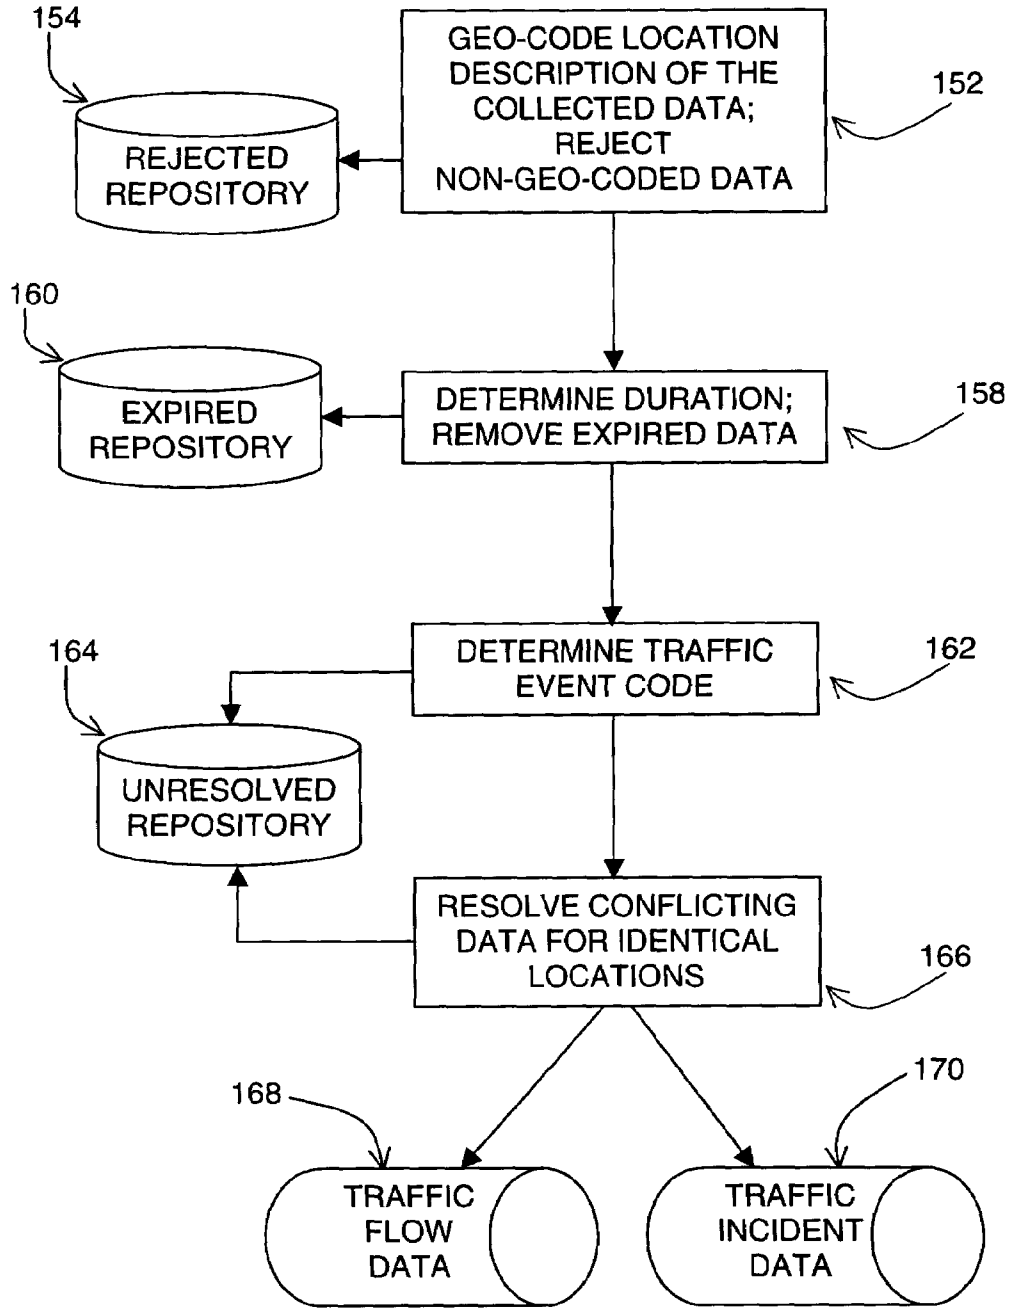 154
GEO-CODE LOCATION
DESCRIPTION OF THE
COLLECTED DATA;
REJECT
NON-GEO-CODED DATA
152
REJECTED
REPOSITORY
160
EXPIRED
REPOSITORY
DETERMINE DURATION;
REMOVE EXPIRED DATA
158
164
DETERMINE TRAFFIC
EVENT CODE
162
UNRESOLVED
REPOSITORY
RESOLVE CONFLICTING
DATA FOR IDENTICAL
LOCATIONS
166
168
170
TRAFFIC
FLOW
DATA
TRAFFIC
INCIDENT
DATA